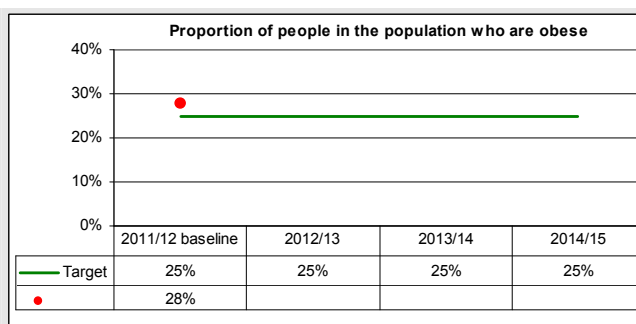 Proportion of people in the population who are obese
40%
30%
20%
10%
0%
2011/12 baseline 2012/13 2013/14 2014/15
Target 25% 25% 25% 25%
28%